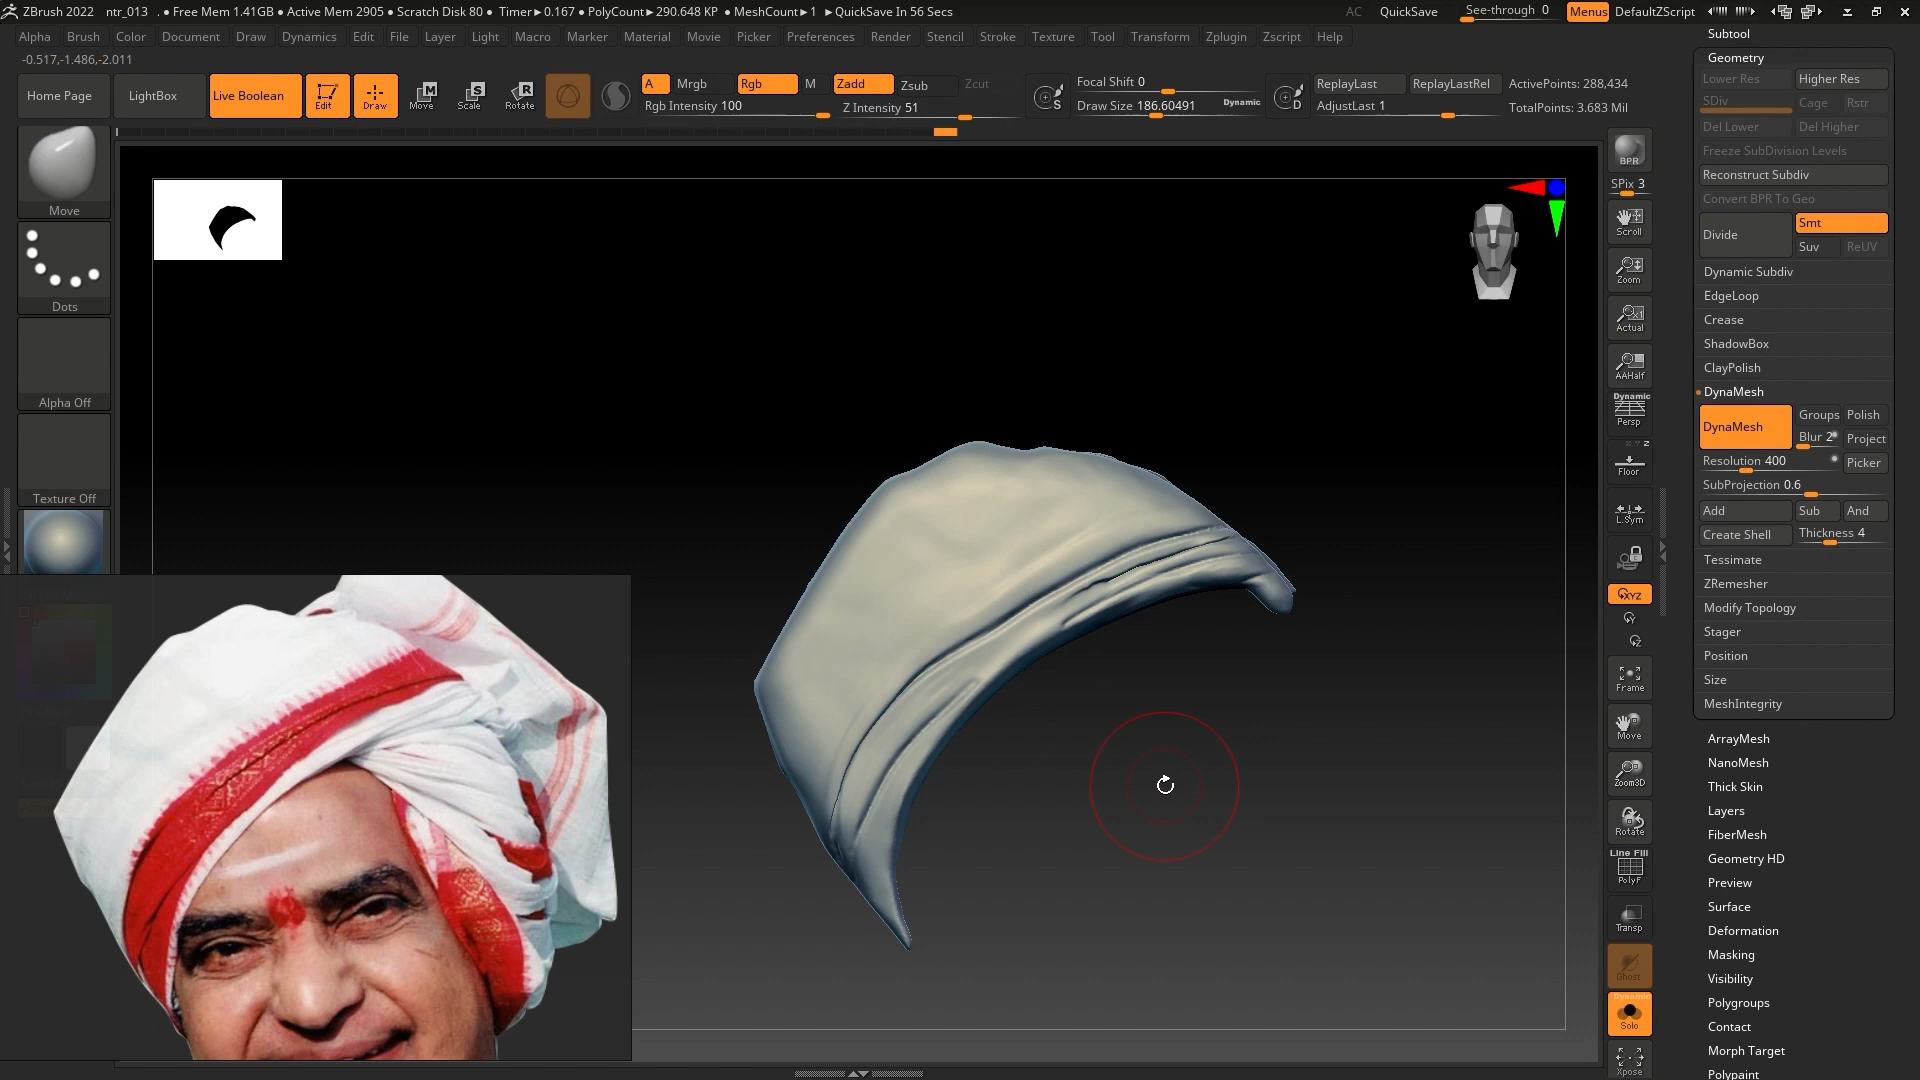 ZBrush 2022 ntr_013 . ● Free Mem 1.41GB ● Active Mem 2905 ● Scratch Disk 80 ● Timer►0.167 ● PolyCount►290.648 KP ● MeshCount►1 ►QuickSave In 56 Secs AC QuickSave See-through 0 Menus DefaultZScript
Alpha Brush Color Document Draw Dynamics Edit File Layer Light Macro Marker Material Movie Picker Preferences Render Stencil Stroke Texture Tool Transform Zplugin Zscript Help
-0.517,-1.486,-2.011
Home Page LightBox Live Boolean Edit Draw Move Scale Rotate
A Mrgb Rgb M Zadd Zsub Zcut
Rgb Intensity 100 Z Intensity 51
S Focal Shift 0
Draw Size 186.60491 Dynamic
D ReplayLast ReplayLastRel ActivePoints: 288,434
AdjustLast 1 TotalPoints: 3.683 Mil
Move
Dots
Alpha Off
Texture Off
BPR
SPix 3
Scroll
Zoom
Actual
AAHalf
Dynamic
Persp
Floor
L.Sym
XYZ
Y
Z
Frame
Move
Zoom3D
Rotate
Line Fill
PolyF
Transp
Ghost
Dynamic
Solo
Xpose
Subtool
Geometry
Lower Res Higher Res
SDiv Cage Rstr
Del Lower Del Higher
Freeze SubDivision Levels
Reconstruct Subdiv
Convert BPR To Geo
Divide Smt
Suv ReUV
Dynamic Subdiv
EdgeLoop
Crease
ShadowBox
ClayPolish
DynaMesh
DynaMesh Groups Polish
Blur 2 Project
Resolution 400 Picker
SubProjection 0.6
Add Sub And
Create Shell Thickness 4
Tessimate
ZRemesher
Modify Topology
Stager
Position
Size
MeshIntegrity
ArrayMesh
NanoMesh
Thick Skin
Layers
FiberMesh
Geometry HD
Preview
Surface
Deformation
Masking
Visibility
Polygroups
Contact
Morph Target
Polypaint